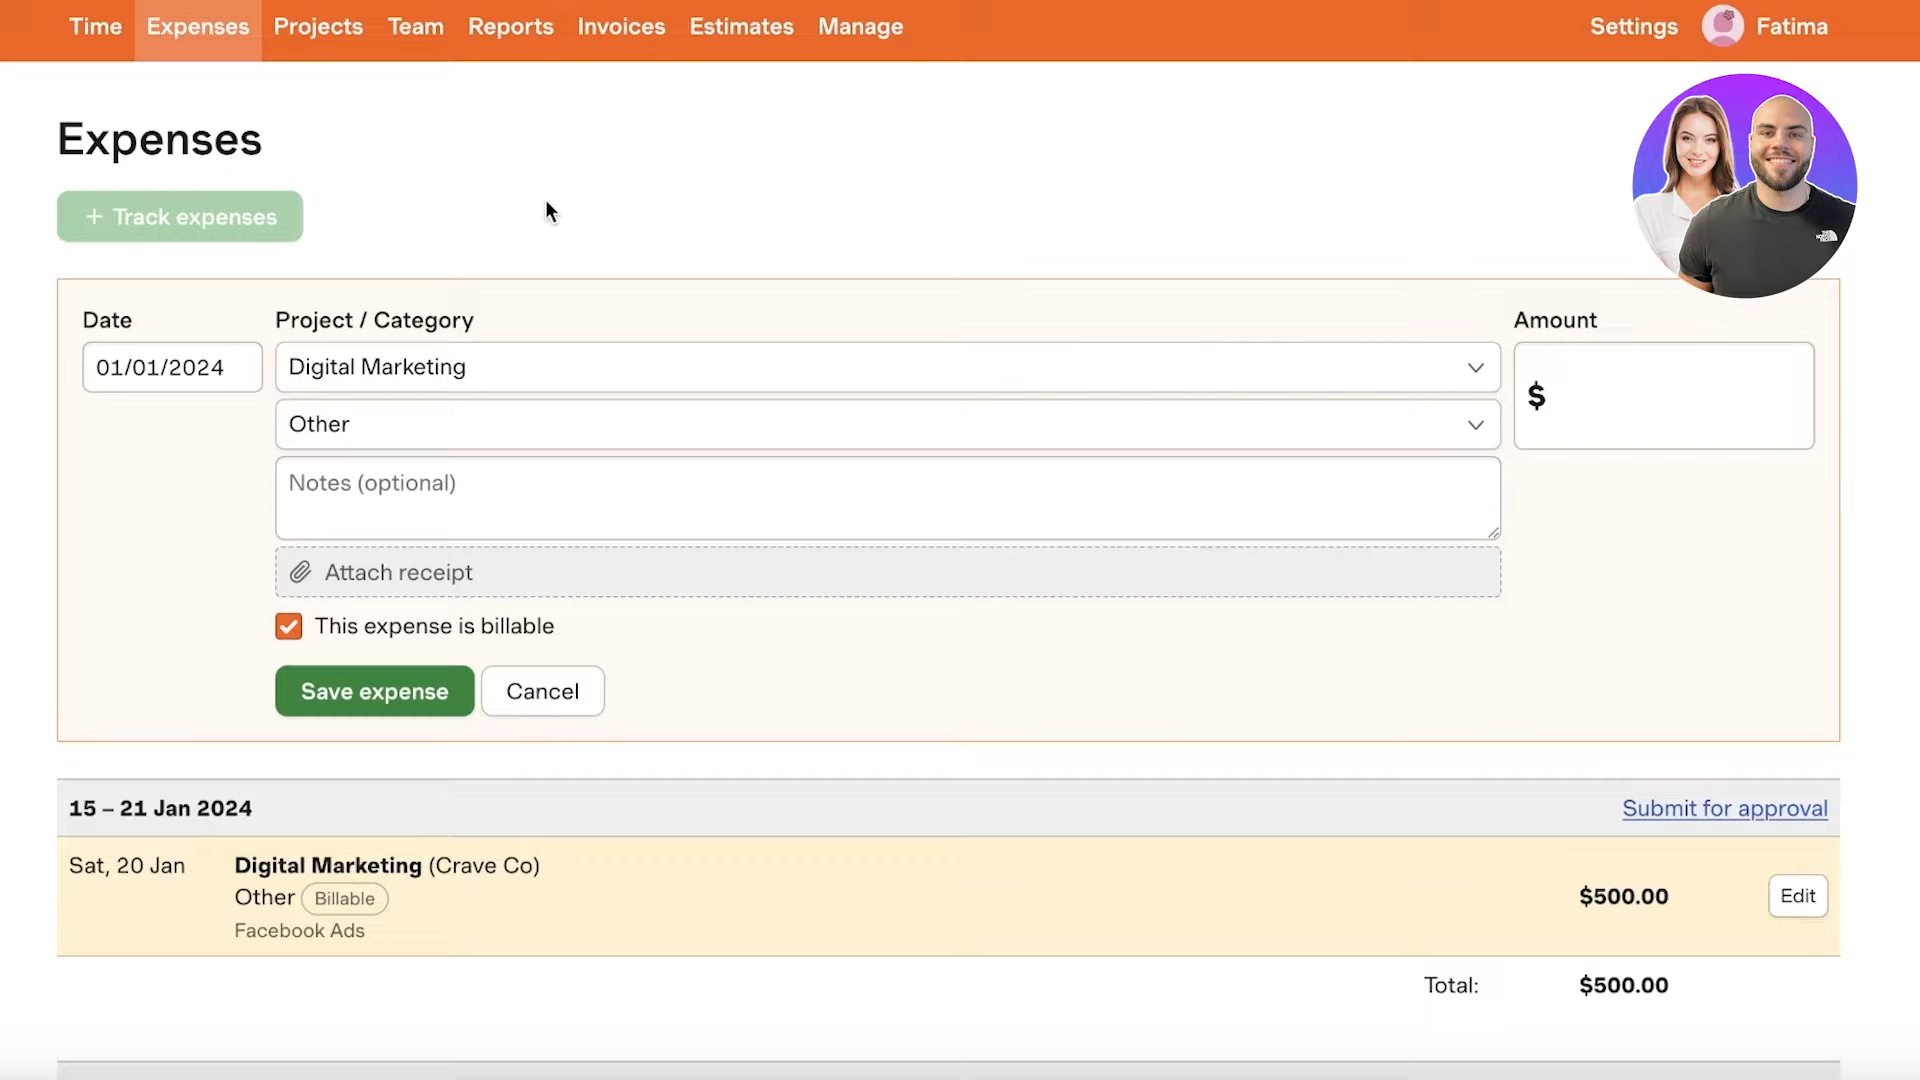 Time Expenses Projects Team Reports Invoices Estimates Manage Settings Fatima
Expenses
+ Track expenses
Date Project / Category Amount
01/01/2024 Digital Marketing
$
Other
Notes (optional)
Attach receipt
This expense is billable
Save expense Cancel
15 – 21 Jan 2024 Submit for approval
Sat, 20 Jan Digital Marketing (Crave Co)
Other Billable $500.00 Edit
Facebook Ads
Total: $500.00